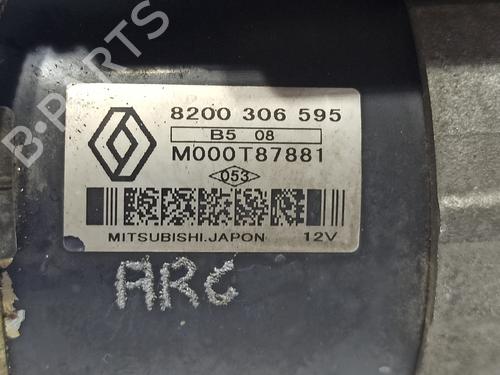 B-PARTS
8200 306 595
B5 08
M000T87881
053
MITSUBISHI.JAPON 12V
ARC